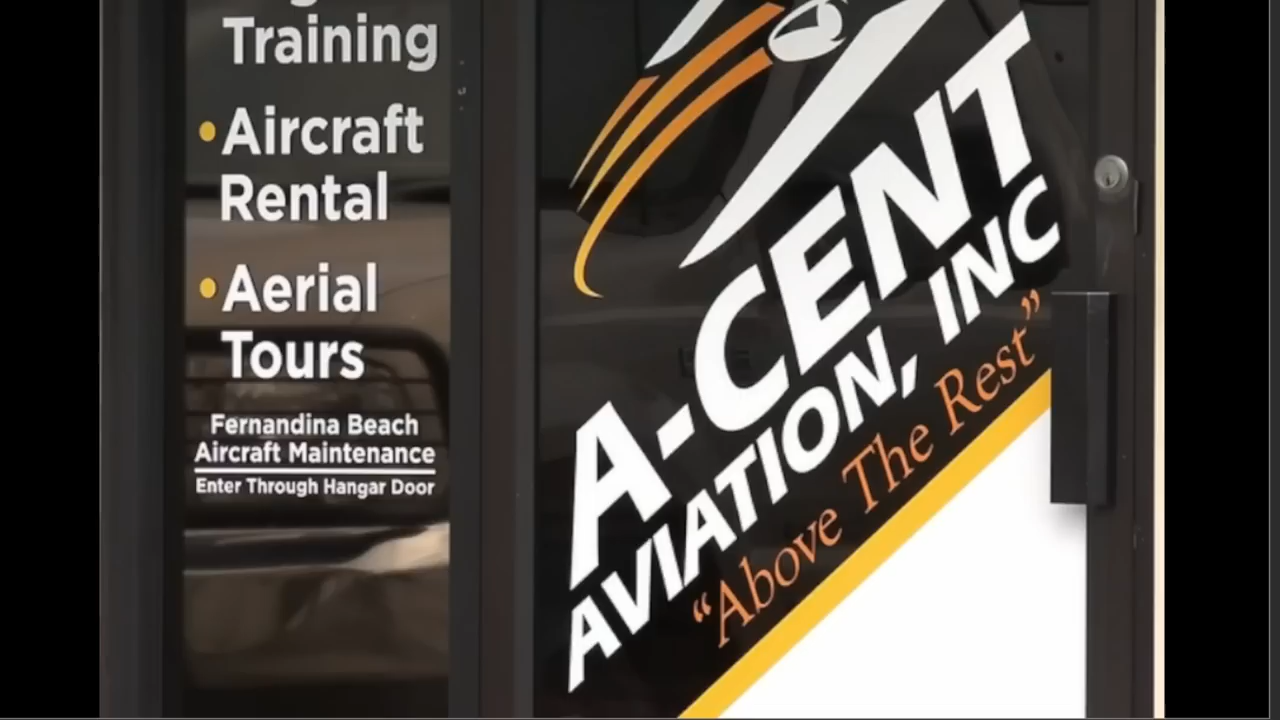 Training
•Aircraft
Rental
•Aerial
Tours
Fernandina Beach
Aircraft Maintenance
Enter Through Hangar Door
A-CENT
AVIATION, INC
“Above The Rest”